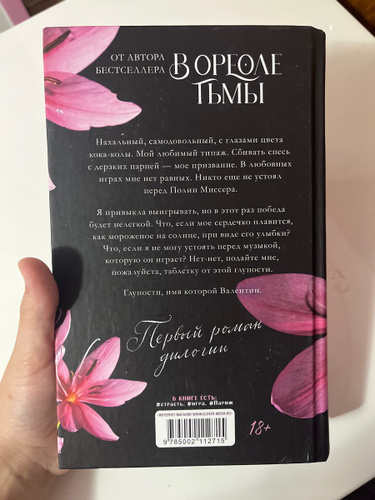 ОТ АВТОРА
БЕСТСЕЛЛЕРА
В ОРЕОЛЕ
ТЬМЫ
Нахальный, самодовольный, с глазами цвета
кока-колы. Мой любимый типаж. Сбивать спесь
с дерзких парней — мое призвание. В любовных
играх мне нет равных. Никто еще не устоял
перед Полин Миссера.
Я привыкла выигрывать, но в этот раз победа
будет нелегкой. Что, если мое сердечко плавится,
как мороженое на солнце, при виде его улыбки?
Что, если я не могу устоять перед музыкой,
которую он играет? Нет-нет, подайте мне,
пожалуйста, таблетку от этой глупости.
Глупости, имя которой Валентин.
Первый роман
дилогии
В КНИГЕ ЕСТЬ:
#страсть, #игра, #Париж
9785002112715
18+